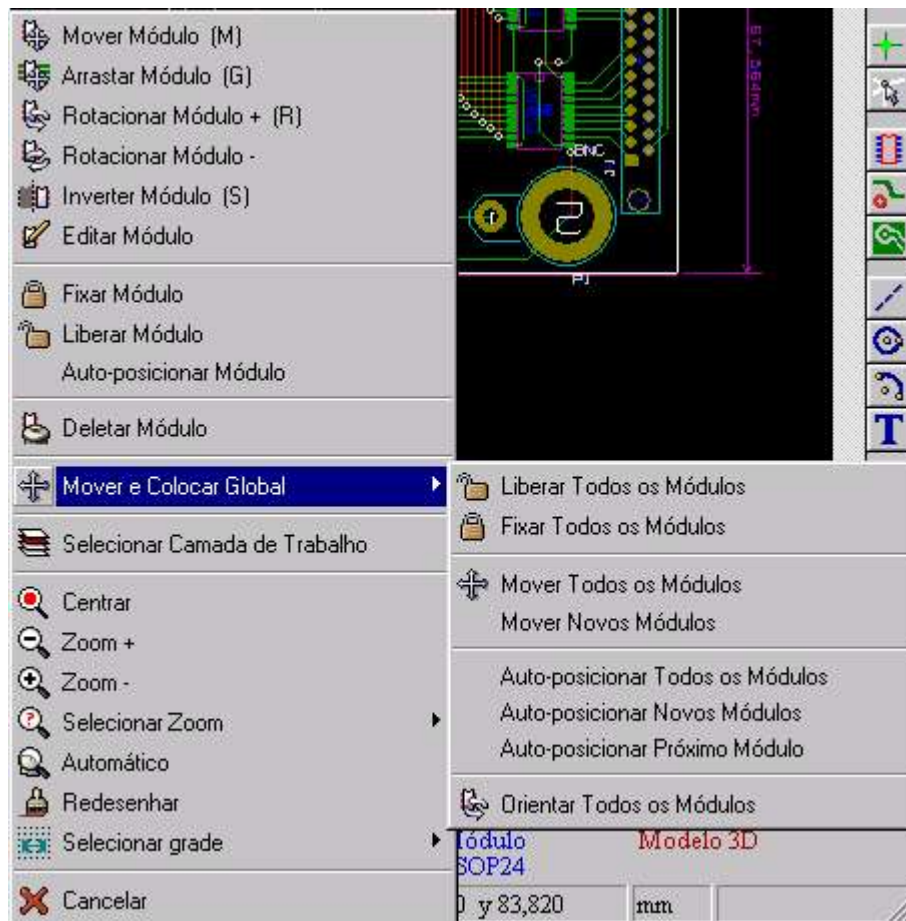 Mover Módulo (M)
Arrastar Módulo (G)
Rotacionar Módulo + (R)
Rotacionar Módulo -
Inverter Módulo (S)
Editar Módulo
Fixar Módulo
Liberar Módulo
Auto-posicionar Módulo
Deletar Módulo
Mover e Colocar Global
Selecionar Camada de Trabalho
Centrar
Zoom +
Zoom -
Selecionar Zoom
Automático
Redesenhar
Selecionar grade
Cancelar
Liberar Todos os Módulos
Fixar Todos os Módulos
Mover Todos os Módulos
Mover Novos Módulos
Auto-posicionar Todos os Módulos
Auto-posicionar Novos Módulos
Auto-posicionar Próximo Módulo
Orientar Todos os Módulos
BNC
2
P1
T
ódulo
Modelo 3D
SOP24
y 83,820
mm